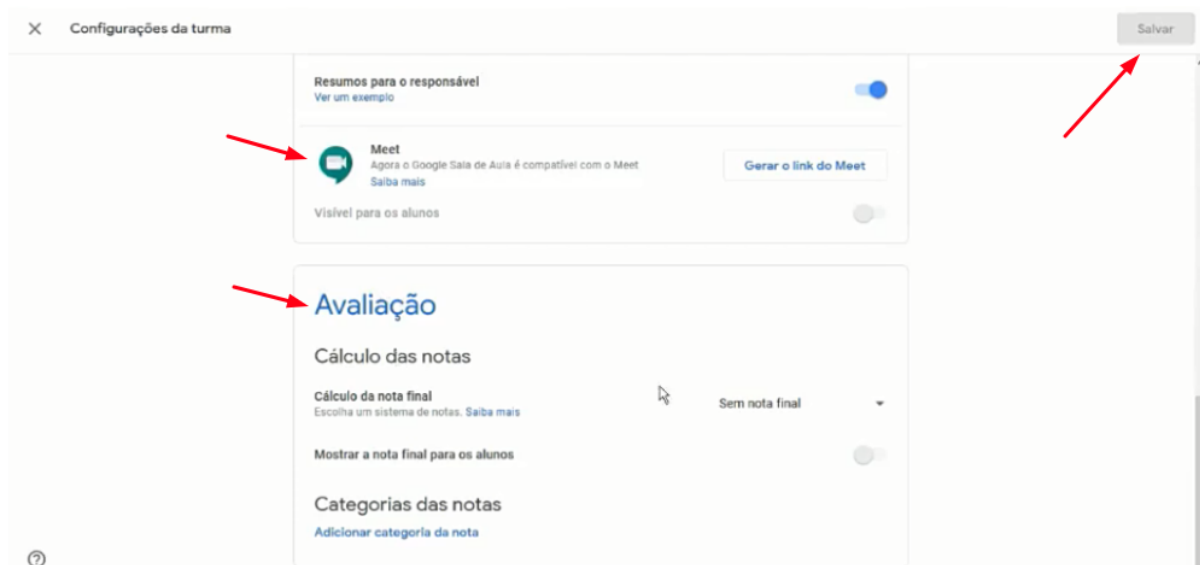 Configurações da turma
Salvar
Resumos para o responsável
Ver um exemplo
Meet
Agora o Google Sala de Aula é compatível com o Meet
Saiba mais
Gerar o link do Meet
Visível para os alunos
Avaliação
Cálculo das notas
Cálculo da nota final
Escolha um sistema de notas. Saiba mais
Sem nota final
Mostrar a nota final para os alunos
Categorias das notas
Adicionar categoria da nota